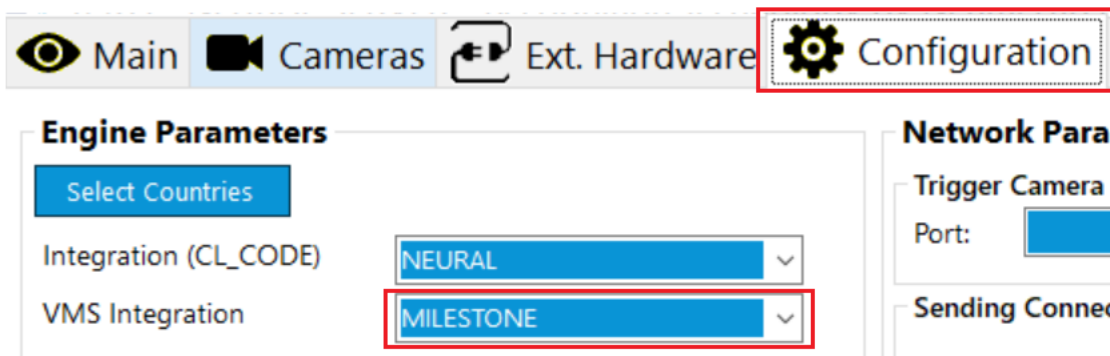 Main Cameras Ext. Hardware Configuration
Engine Parameters
Select Countries
Integration (CL_CODE) NEURAL
VMS Integration MILESTONE
Network Para
Trigger Camera
Port:
Sending Connec